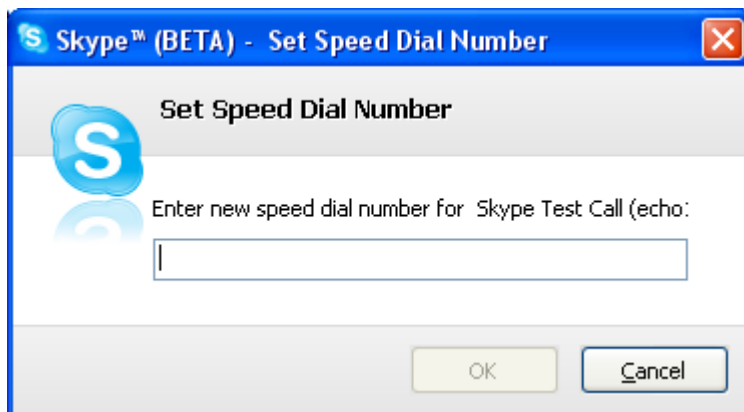 Skype™ (BETA) - Set Speed Dial Number
Set Speed Dial Number
Enter new speed dial number for Skype Test Call (echo:
OK
Cancel